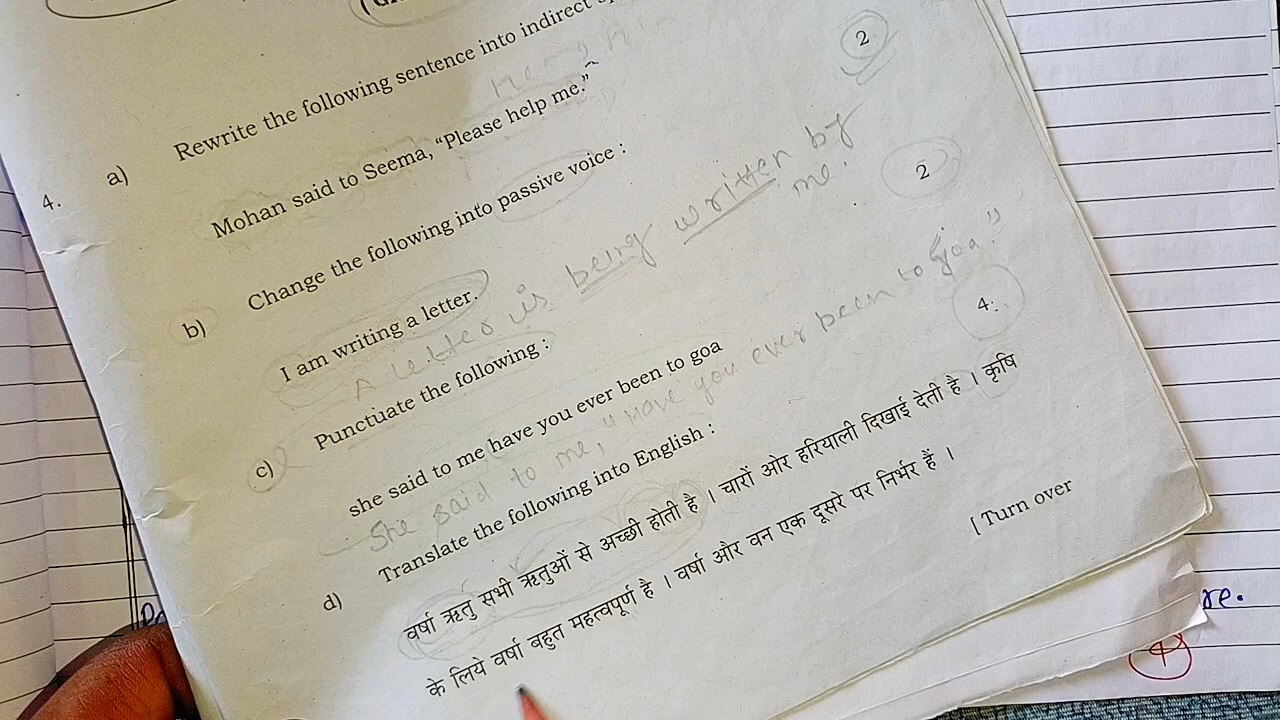 4. a) Rewrite the following sentence into indirect
2
Mohan said to Seema, "Please help me."
b) Change the following into passive voice :
2
I am writing a letter.
A letter is being written by
me.
c) Punctuate the following :
4
she said to me have you ever been to goa
She said to me, "Have you ever been to Goa"
d) Translate the following into English :
वर्षा ऋतु सभी ऋतुओं से अच्छी होती है । चारों ओर हरियाली दिखाई देती है । कृषि
के लिये वर्षा बहुत महत्वपूर्ण है । वर्षा और वन एक दूसरे पर निर्भर हैं ।
[ Turn over
re.